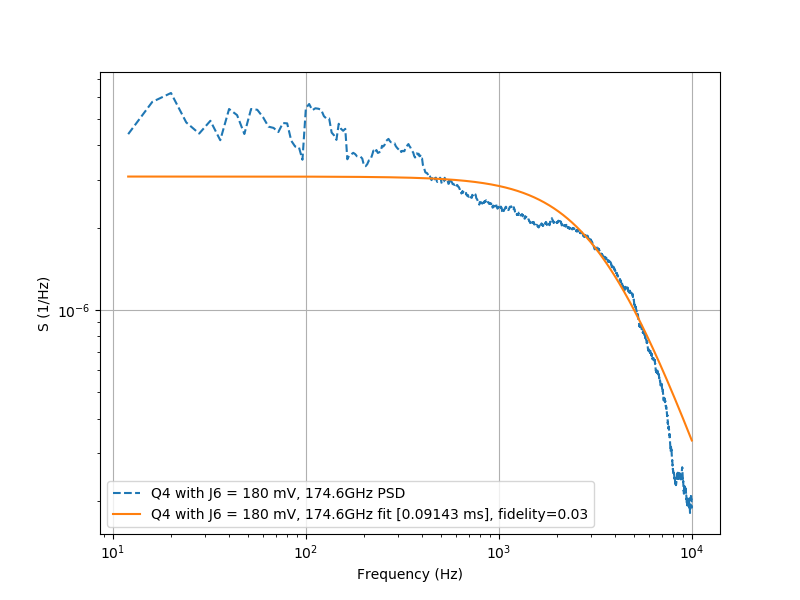 S (1/Hz)
10⁻⁶
Q4 with J6 = 180 mV, 174.6GHz PSD
Q4 with J6 = 180 mV, 174.6GHz fit [0.09143 ms], fidelity=0.03
10¹ 10² 10³ 10⁴
Frequency (Hz)